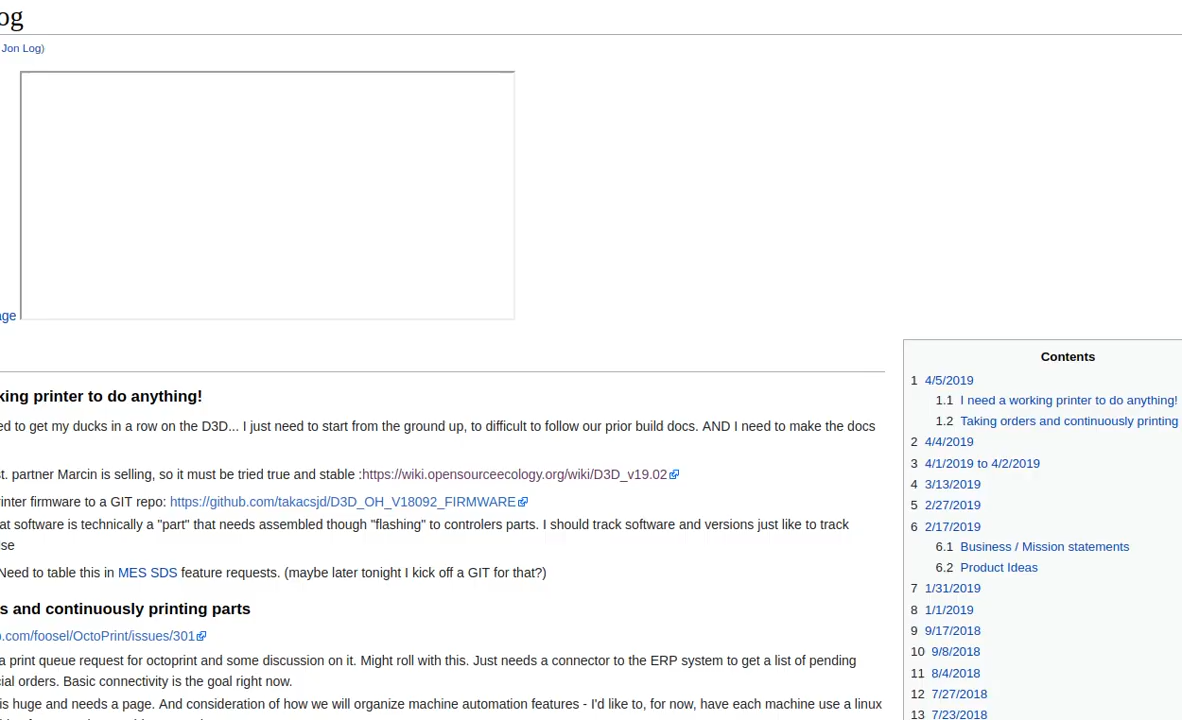 og
Jon Log)
age
king printer to do anything!
ed to get my ducks in a row on the D3D... I just need to start from the ground up, to difficult to follow our prior build docs. AND I need to make the docs
t. partner Marcin is selling, so it must be tried true and stable :https://wiki.opensourceecology.org/wiki/D3D_v19.02
inter firmware to a GIT repo: https://github.com/takacsjd/D3D_OH_V18092_FIRMWARE
at software is technically a "part" that needs assembled though "flashing" to controlers parts. I should track software and versions just like to track
se
Need to table this in MES SDS feature requests. (maybe later tonight I kick off a GIT for that?)
s and continuously printing parts
b.com/foosel/OctoPrint/issues/301
a print queue request for octoprint and some discussion on it. Might roll with this. Just needs a connector to the ERP system to get a list of pending
ial orders. Basic connectivity is the goal right now.
is huge and needs a page. And consideration of how we will organize machine automation features - I'd like to, for now, have each machine use a linux
Contents
1 4/5/2019
1.1 I need a working printer to do anything!
1.2 Taking orders and continuously printing
2 4/4/2019
3 4/1/2019 to 4/2/2019
4 3/13/2019
5 2/27/2019
6 2/17/2019
6.1 Business / Mission statements
6.2 Product Ideas
7 1/31/2019
8 1/1/2019
9 9/17/2018
10 9/8/2018
11 8/4/2018
12 7/27/2018
13 7/23/2018